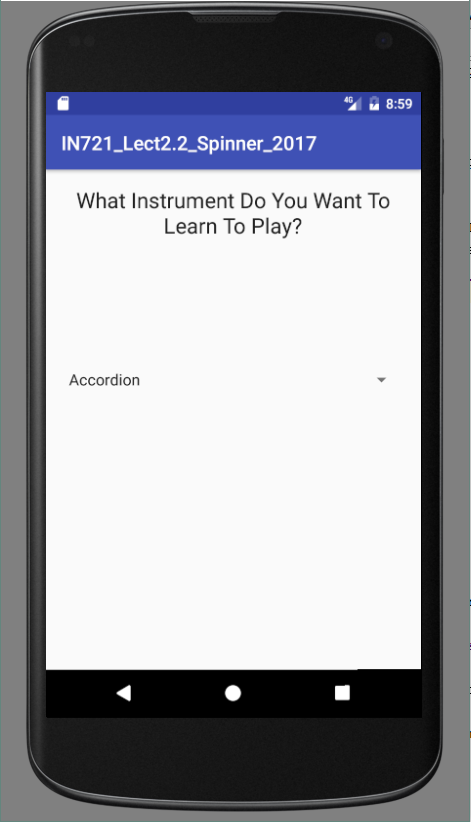 4G 8:59
IN721_Lect2.2_Spinner_2017
What Instrument Do You Want To
Learn To Play?
Accordion